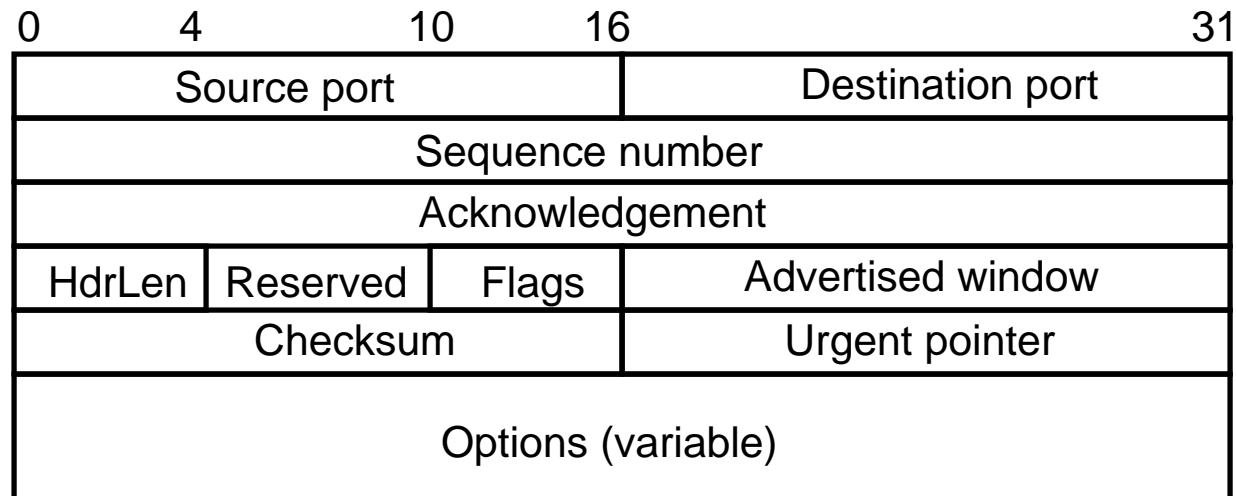 0 4 10 16 31
Source port Destination port
Sequence number
Acknowledgement
HdrLen Reserved Flags Advertised window
Checksum Urgent pointer
Options (variable)